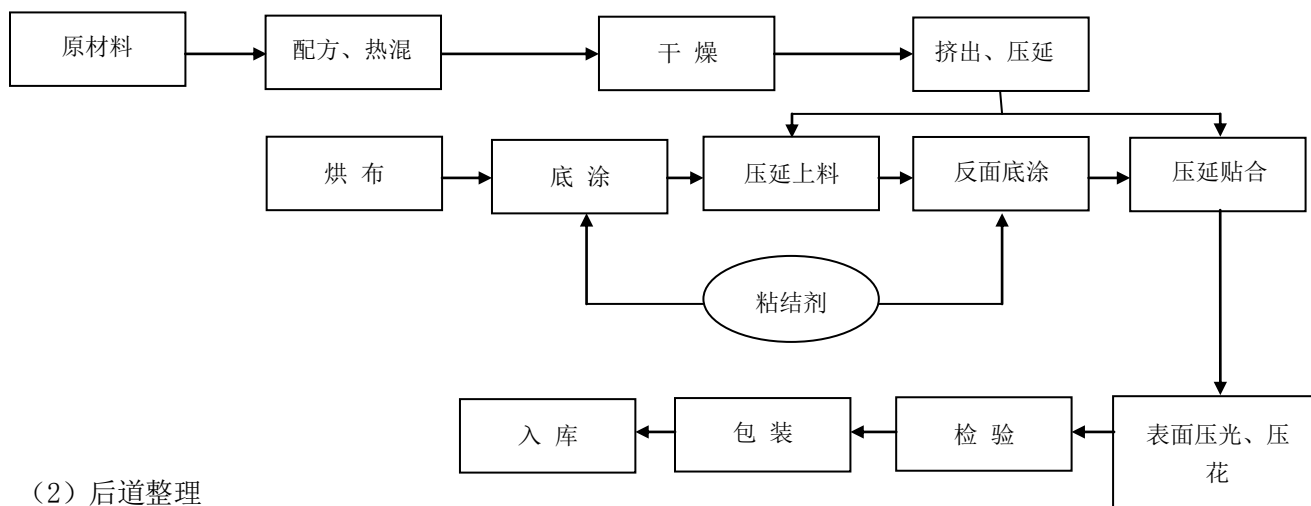 原材料
配方、热混
干 燥
挤出、压延
烘 布
底 涂
压延上料
反面底涂
压延贴合
粘结剂
入 库
包 装
检 验
表面压光、压
花
（2）后道整理